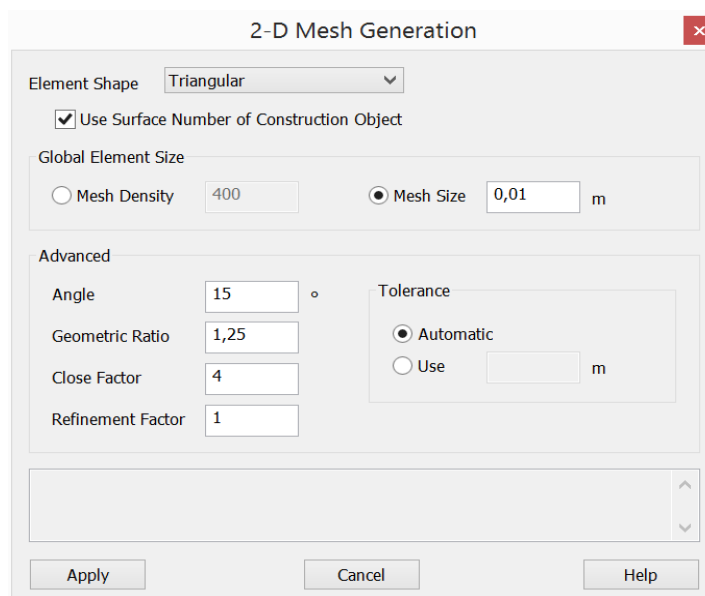 2-D Mesh Generation
Element Shape Triangular
Use Surface Number of Construction Object
Global Element Size
Mesh Density 400 Mesh Size 0,01 m
Advanced
Angle 15 °
Geometric Ratio 1,25
Close Factor 4
Refinement Factor 1
Tolerance
Automatic
Use m
Apply Cancel Help